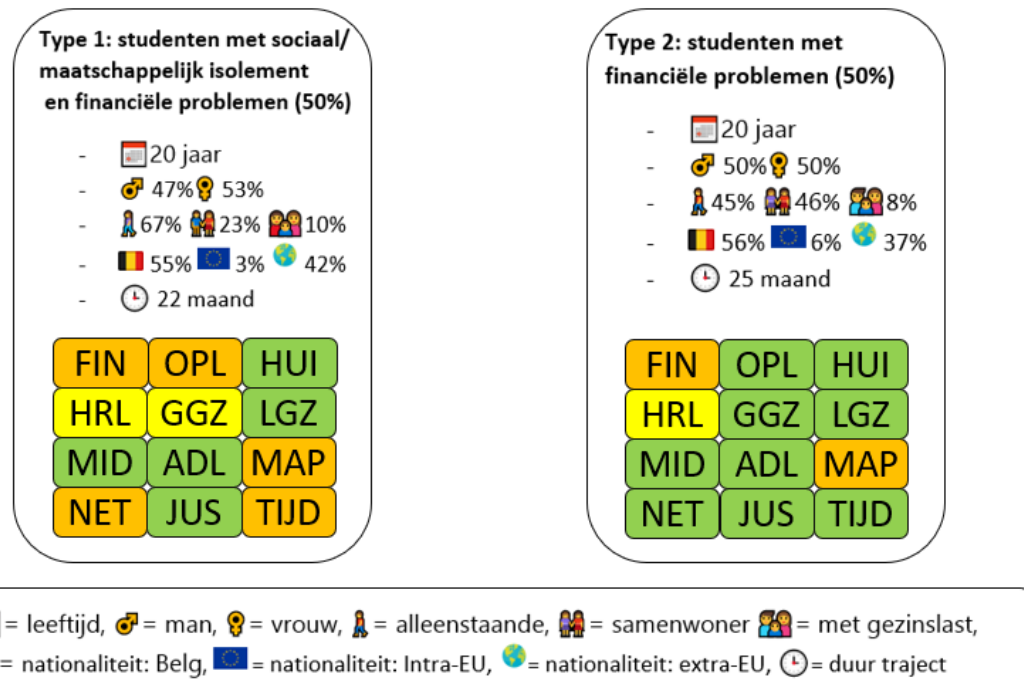 Type 1: studenten met sociaal/
maatschappelijk isolement
en financiële problemen (50%)
- 20 jaar
- 47% 53%
- 67% 23% 10%
- 55% 3% 42%
- 22 maand
FIN OPL HUI
HRL GGZ LGZ
MID ADL MAP
NET JUS TIJD
Type 2: studenten met
financiële problemen (50%)
- 20 jaar
- 50% 50%
- 45% 46% 8%
- 56% 6% 37%
- 25 maand
FIN OPL HUI
HRL GGZ LGZ
MID ADL MAP
NET JUS TIJD
= leeftijd, = man, = vrouw, = alleenstaande, = samenwoner = met gezinslast,
= nationaliteit: Belg, = nationaliteit: Intra-EU, = nationaliteit: extra-EU, = duur traject